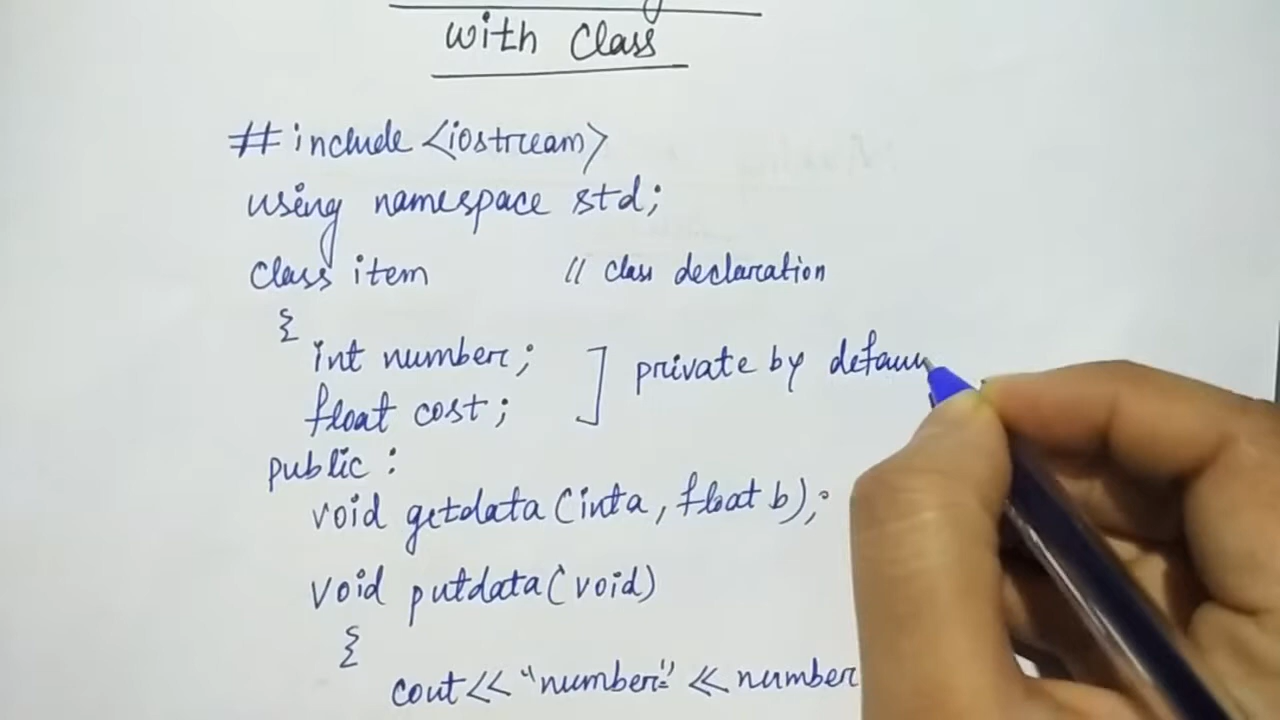 with Class
#include <iostream>
using namespace std;
class item // class declaration
{
int number;
float cost; ] private by defau
public :
void getdata (int a, float b);
void putdata (void)
{
cout << "number=" << number